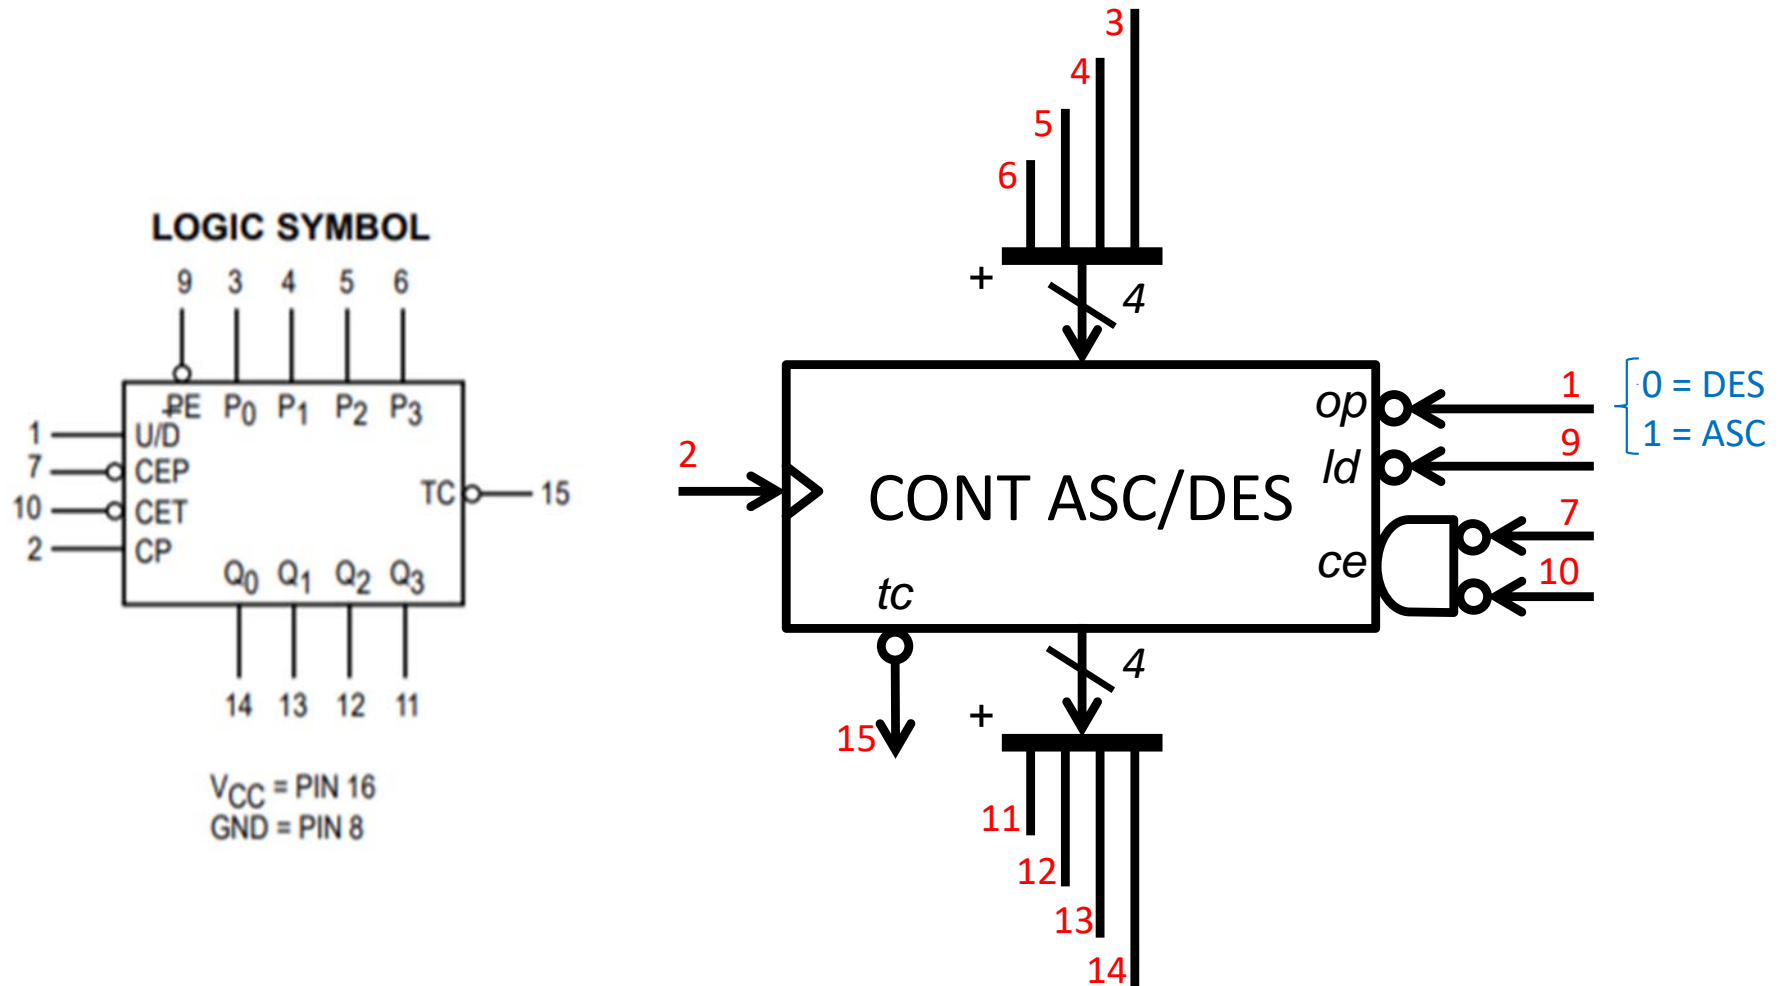 LOGIC SYMBOL
9 3 4 5 6
PE P0 P1 P2 P3
1 U/D
7 CEP
10 CET
2 CP
TC 15
Q0 Q1 Q2 Q3
14 13 12 11
VCC = PIN 16
GND = PIN 8
3
4
5
6
+ 4
2
CONT ASC/DES
op 1
ld 9
ce 7
10
0 = DES
1 = ASC
tc
15
+ 4
11
12
13
14